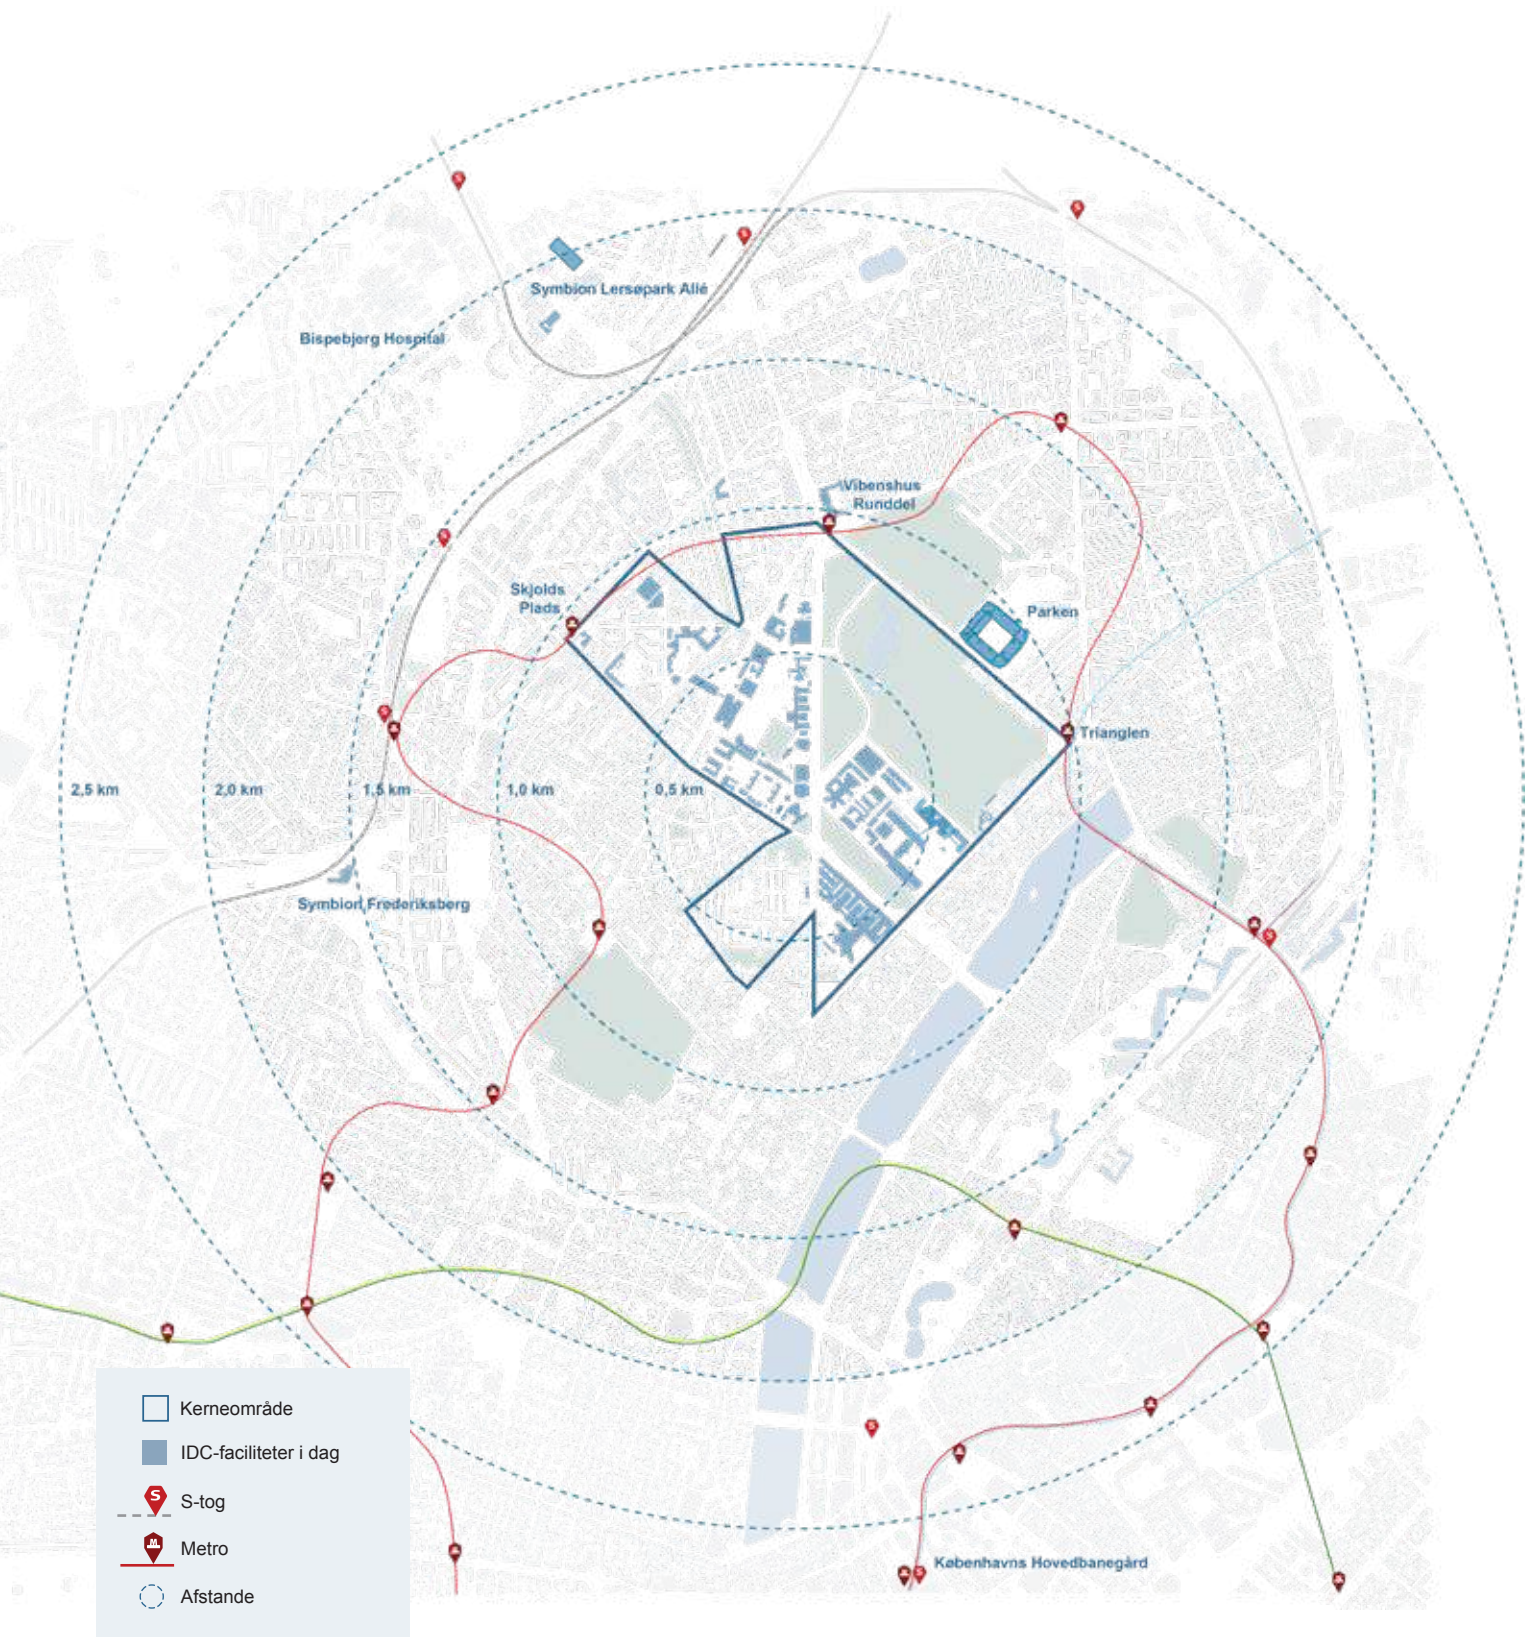 Symbion Lersøpark Allé
Bispebjerg Hospital
Vibenshus
Runddel
Skjolds
Plads
Parken
Trianglen
2,5 km
2,0 km
1,5 km
1,0 km
0,5 km
Symbion Frederiksberg
Københavns Hovedbanegård
Kerneområde
IDC-faciliteter i dag
S
S-tog
M
Metro
Afstande